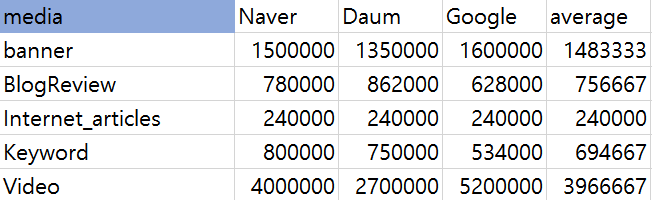 media Naver Daum Google average
banner 1500000 1350000 1600000 1483333
BlogReview 780000 862000 628000 756667
Internet_articles 240000 240000 240000 240000
Keyword 800000 750000 534000 694667
Video 4000000 2700000 5200000 3966667